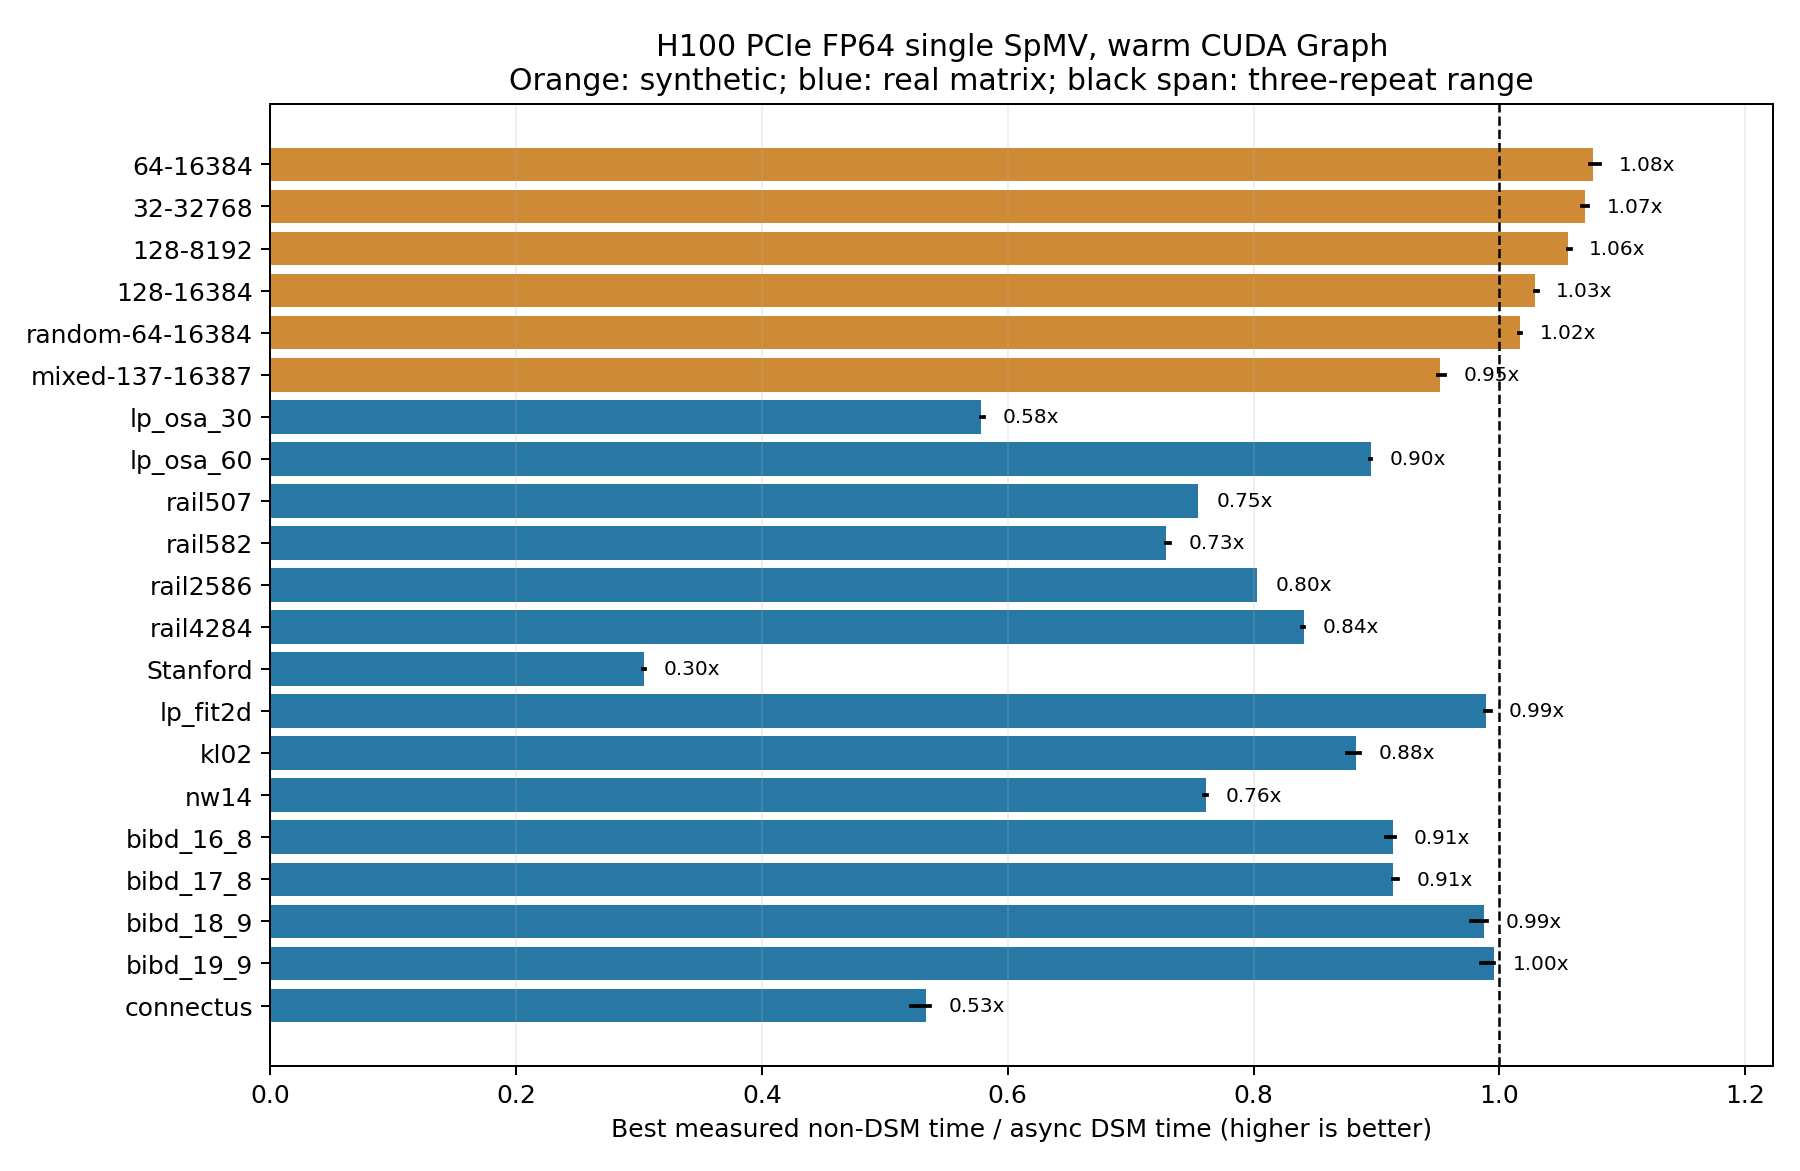 H100 PCIe FP64 single SpMV, warm CUDA Graph
Orange: synthetic; blue: real matrix; black span: three-repeat range
64-16384 1.08x
32-32768 1.07x
128-8192 1.06x
128-16384 1.03x
random-64-16384 1.02x
mixed-137-16387 0.95x
lp_osa_30 0.58x
lp_osa_60 0.90x
rail507 0.75x
rail582 0.73x
rail2586 0.80x
rail4284 0.84x
Stanford 0.30x
lp_fit2d 0.99x
kl02 0.88x
nw14 0.76x
bibd_16_8 0.91x
bibd_17_8 0.91x
bibd_18_9 0.99x
bibd_19_9 1.00x
connectus 0.53x
0.0 0.2 0.4 0.6 0.8 1.0 1.2
Best measured non-DSM time / async DSM time (higher is better)